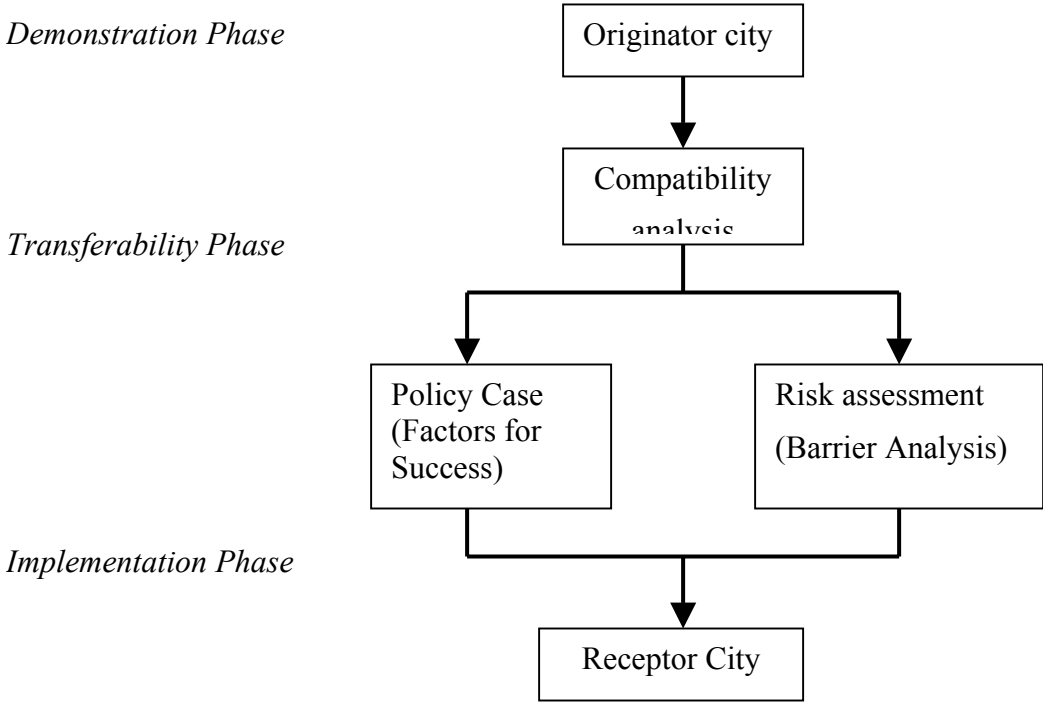 Demonstration Phase
Originator city
Compatibility
analysis
Transferability Phase
Policy Case
(Factors for
Success)
Risk assessment
(Barrier Analysis)
Implementation Phase
Receptor City